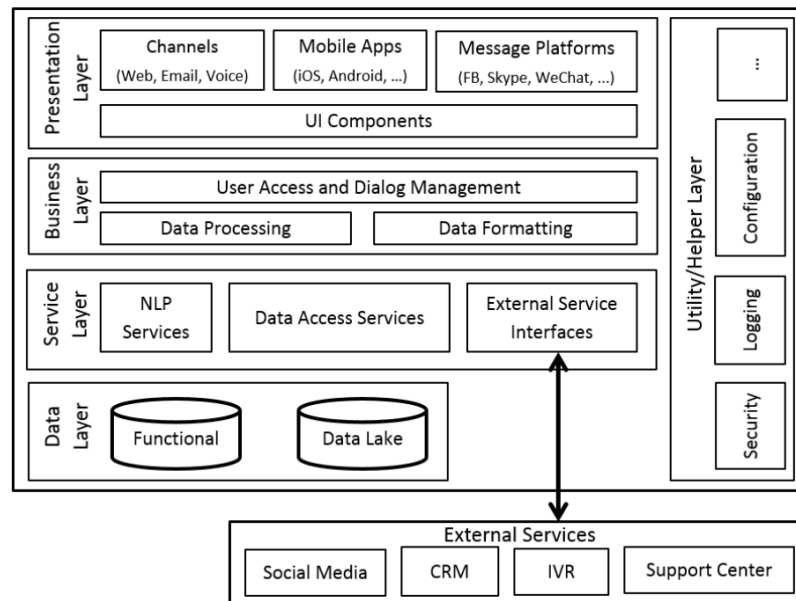 Presentation
Layer
Channels
(Web, Email, Voice)
Mobile Apps
(iOS, Android, ...)
Message Platforms
(FB, Skype, WeChat, ...)
UI Components
Business
Layer
User Access and Dialog Management
Data Processing
Data Formatting
Service
Layer
NLP
Services
Data Access Services
External Service
Interfaces
Data
Layer
Functional
Data Lake
Utility/Helper Layer
...
Configuration
Logging
Security
External Services
Social Media
CRM
IVR
Support Center